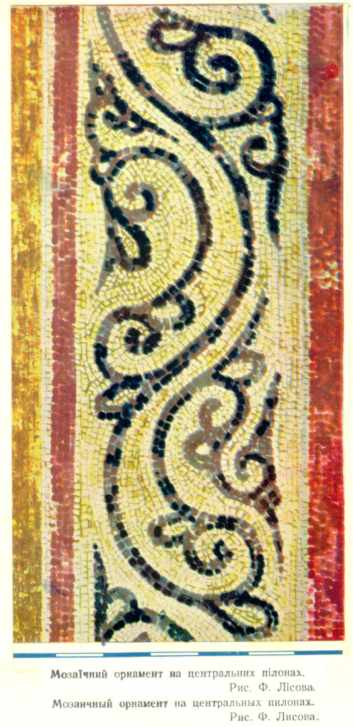 Мозаїчний орнамент на центральних пілонах.
Рис. Ф. Лісова.
Мозаичный орнамент на центральных пилонах.
Рис. Ф. Лисова.